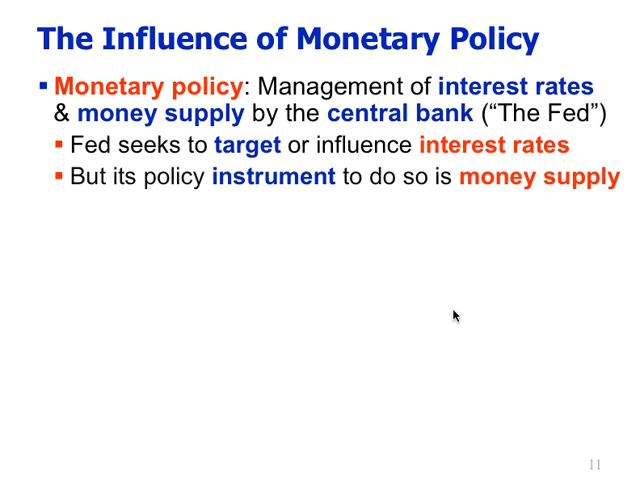 The Influence of Monetary Policy
Monetary policy: Management of interest rates
& money supply by the central bank (“The Fed”)
Fed seeks to target or influence interest rates
But its policy instrument to do so is money supply
11